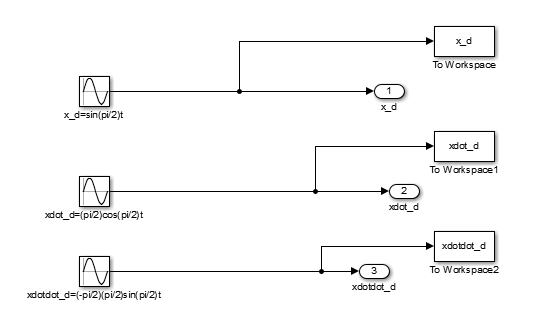 x_d
To Workspace
1
x_d
x_d=sin(pi/2)t
xdot_d
To Workspace1
2
xdot_d
xdot_d=(pi/2)cos(pi/2)t
xdotdot_d
To Workspace2
3
xdotdot_d
xdotdot_d=(-pi/2)(pi/2)sin(pi/2)t